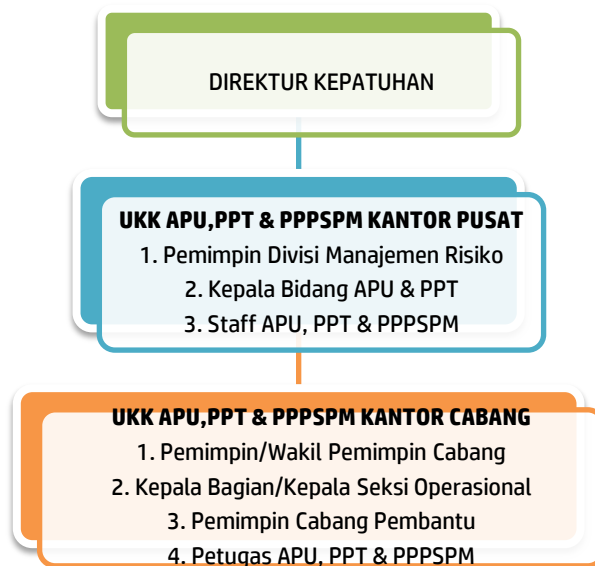 DIREKTUR KEPATUHAN
UKK APU,PPT & PPPSPM KANTOR PUSAT
1. Pemimpin Divisi Manajemen Risiko
2. Kepala Bidang APU & PPT
3. Staff APU, PPT & PPPSPM
UKK APU,PPT & PPPSPM KANTOR CABANG
1. Pemimpin/Wakil Pemimpin Cabang
2. Kepala Bagian/Kepala Seksi Operasional
3. Pemimpin Cabang Pembantu
4. Petugas APU, PPT & PPPSPM